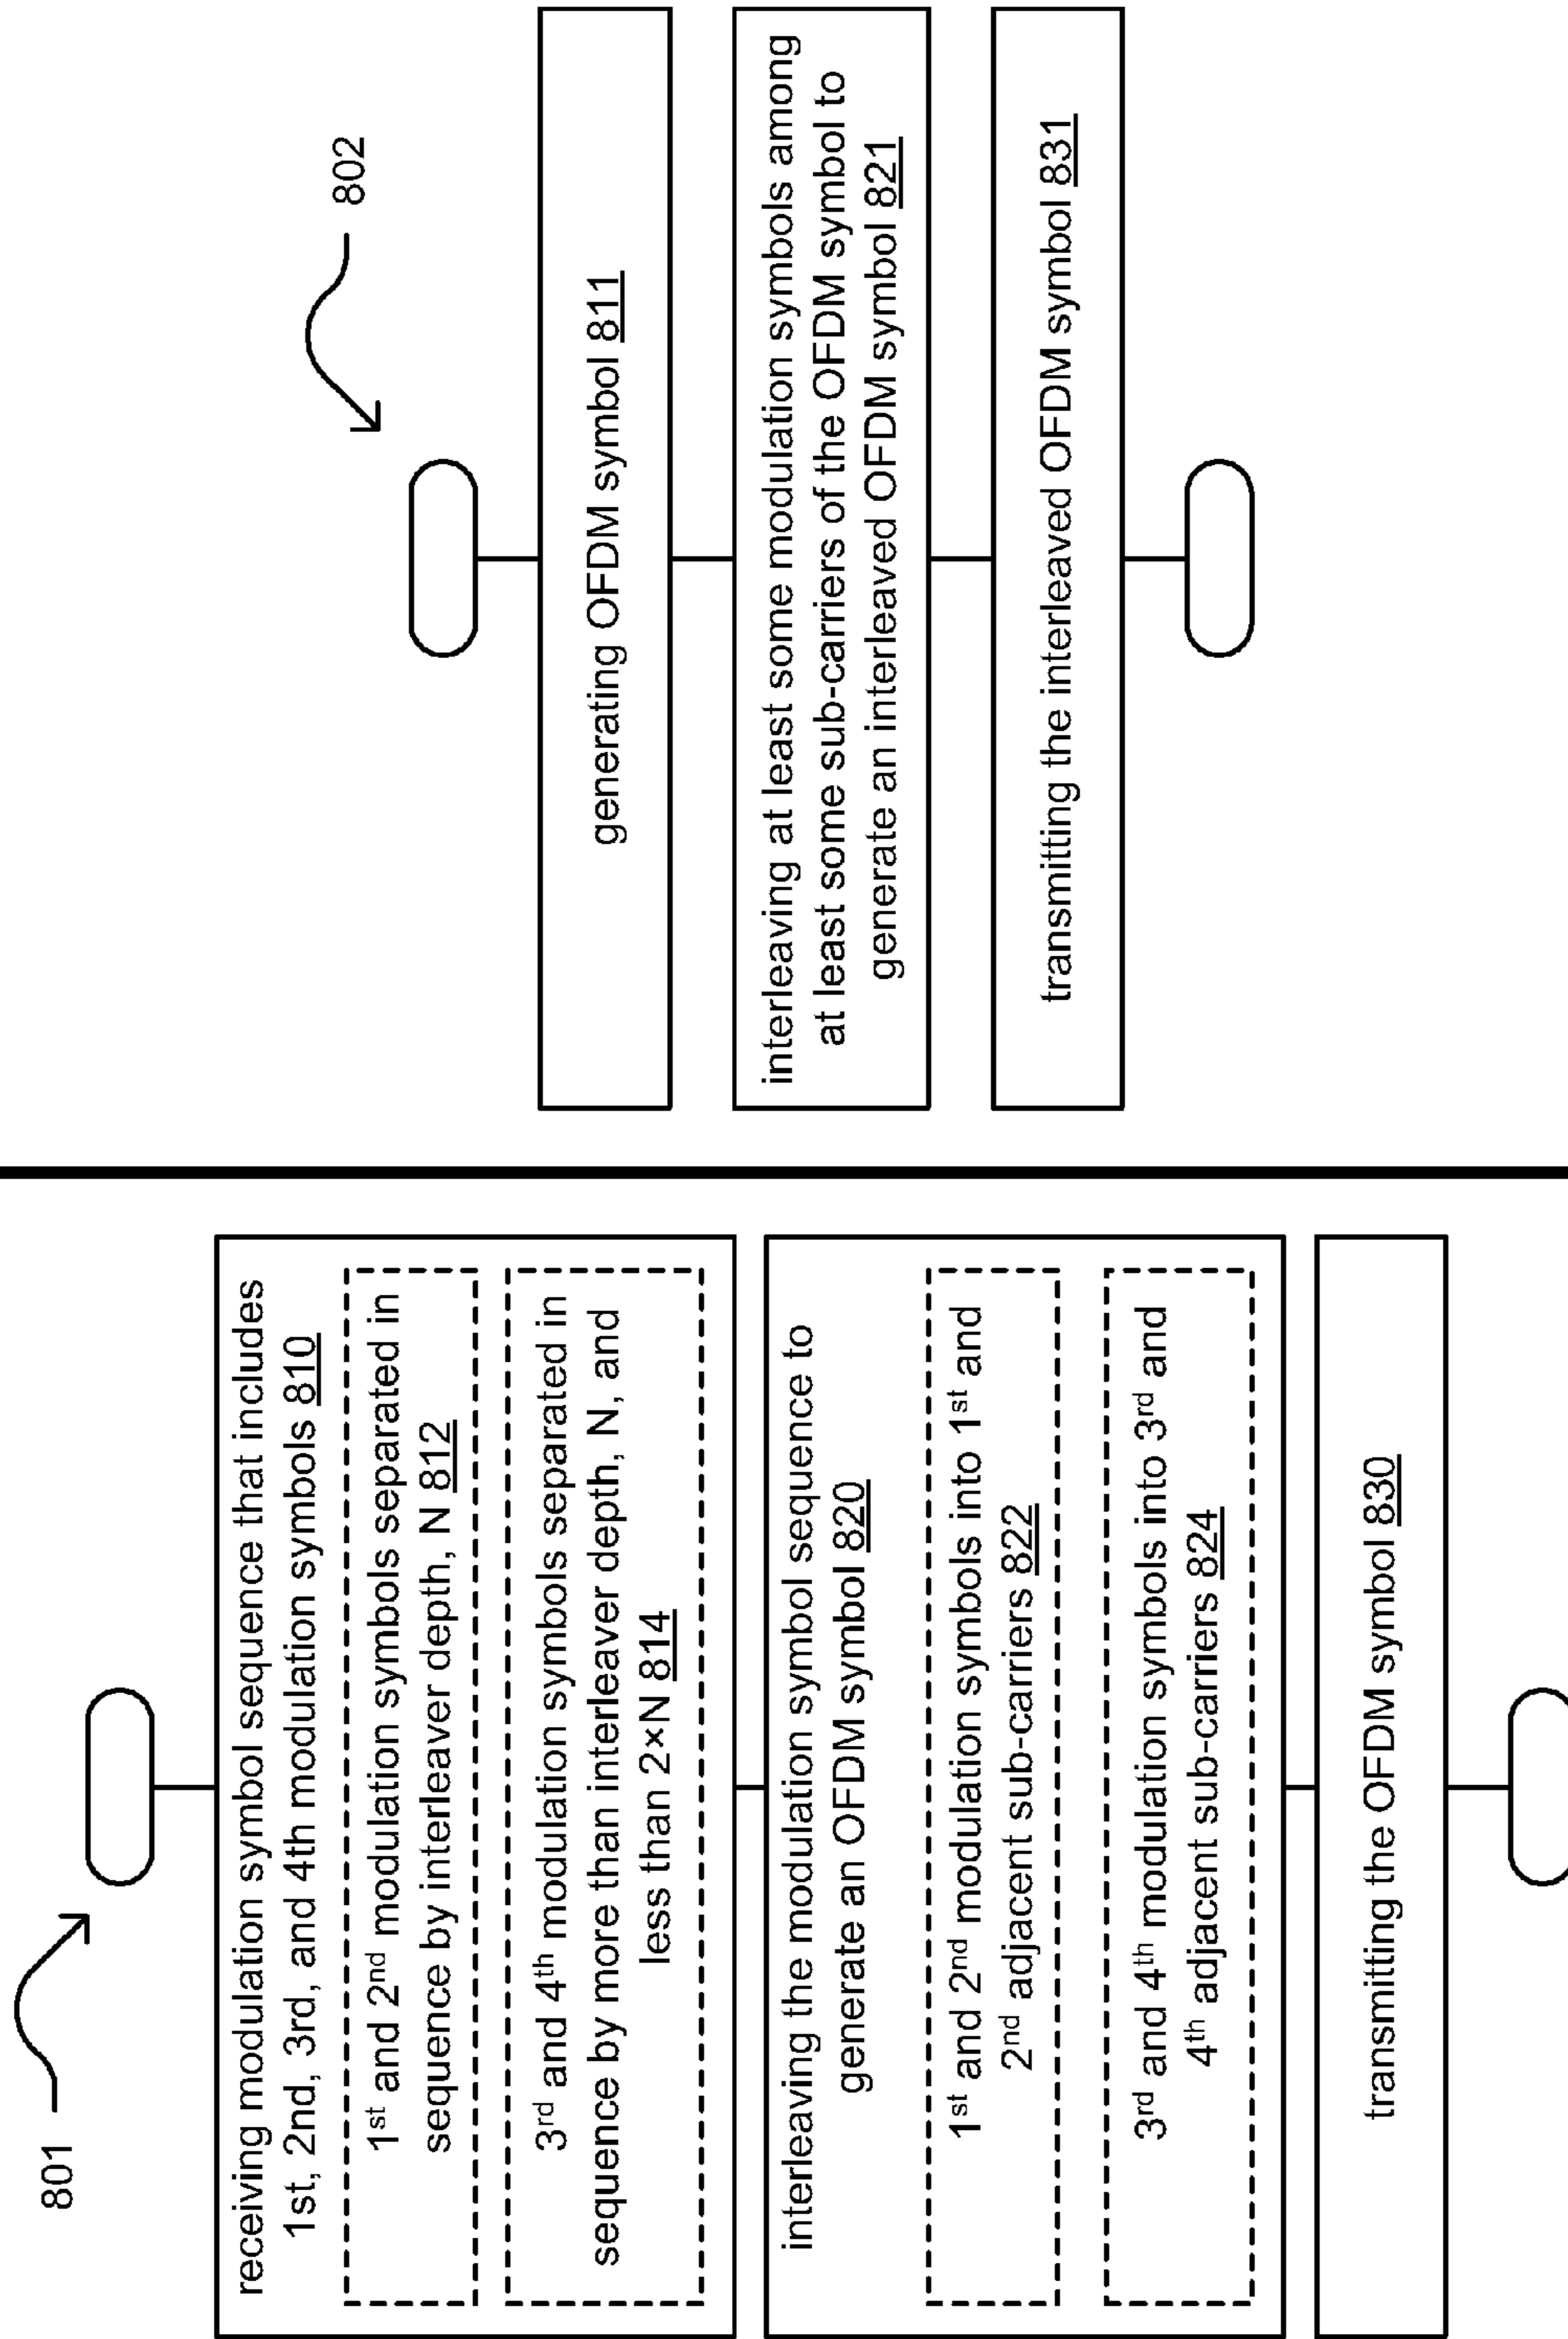 801
receiving modulation symbol sequence that includes
1st, 2nd, 3rd, and 4th modulation symbols 810
1st and 2nd modulation symbols separated in
sequence by interleaver depth, N 812
3rd and 4th modulation symbols separated in
sequence by more than interleaver depth, N, and
less than 2×N 814
interleaving the modulation symbol sequence to
generate an OFDM symbol 820
1st and 2nd modulation symbols into 1st and
2nd adjacent sub-carriers 822
3rd and 4th modulation symbols into 3rd and
4th adjacent sub-carriers 824
transmitting the OFDM symbol 830
802
generating OFDM symbol 811
interleaving at least some modulation symbols among
at least some sub-carriers of the OFDM symbol to
generate an interleaved OFDM symbol 821
transmitting the interleaved OFDM symbol 831